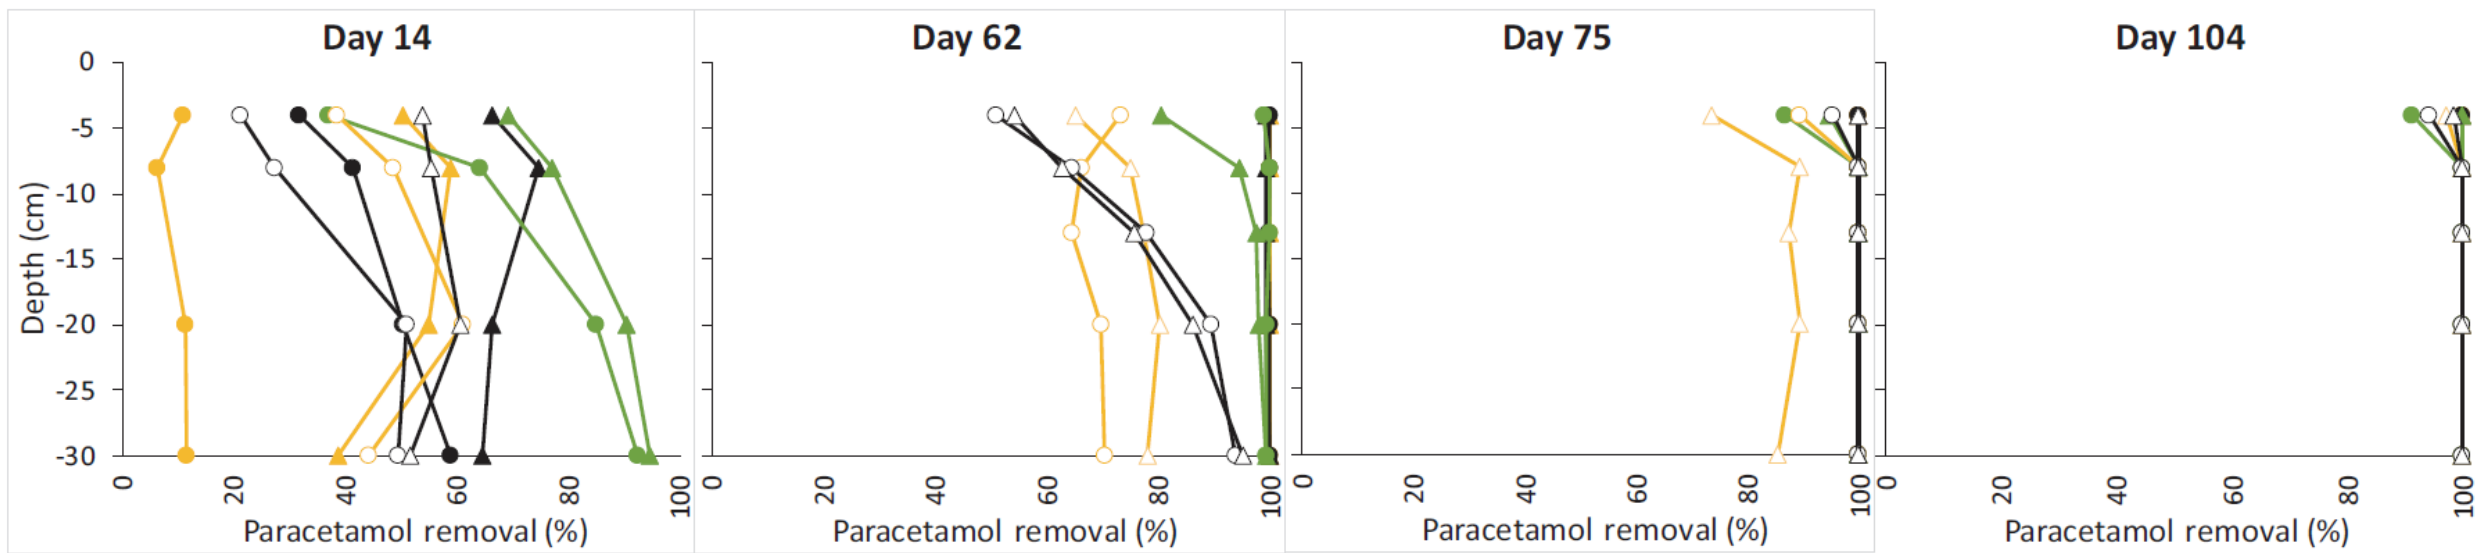 Day 14
Day 62
Day 75
Day 104
Depth (cm)
0
-5
-10
-15
-20
-25
-30
0 20 40 60 80 100
0 20 40 60 80 100
0 20 40 60 80 100
0 20 40 60 80 100
Paracetamol removal (%)
Paracetamol removal (%)
Paracetamol removal (%)
Paracetamol removal (%)